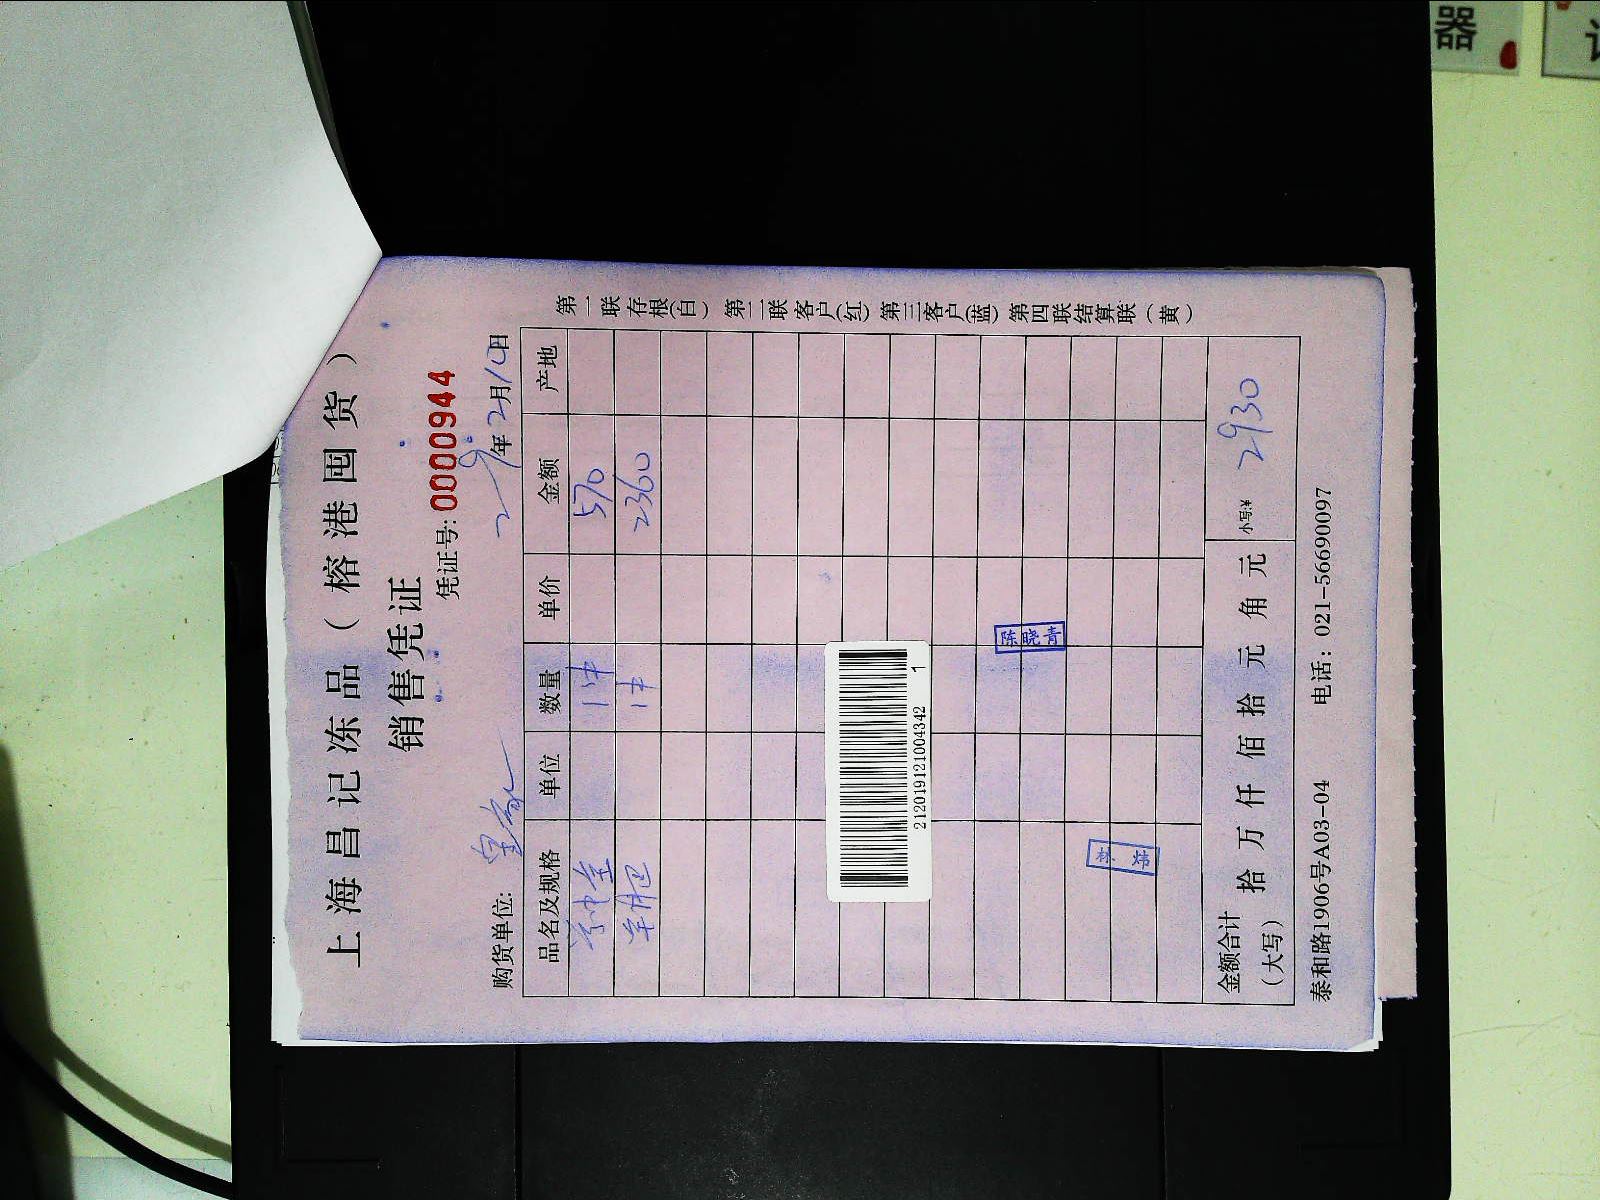 上海昌记冻品（榕港囤货）
销售凭证
凭证号: 0000944
购货单位: 年 2月10日
品名及规格 单位 数量 单价 金额 产地
1件 570
1件 2360
陈晓青
林炜
212019121004342 1
金额合计（大写） 拾 万 仟 佰 拾 元 角 元 小写:¥ 2930
泰和路1906号A03-04 电话: 021-56690097
第一联存根(白) 第二联客户(红) 第三客户(蓝) 第四联结算联（黄）
器